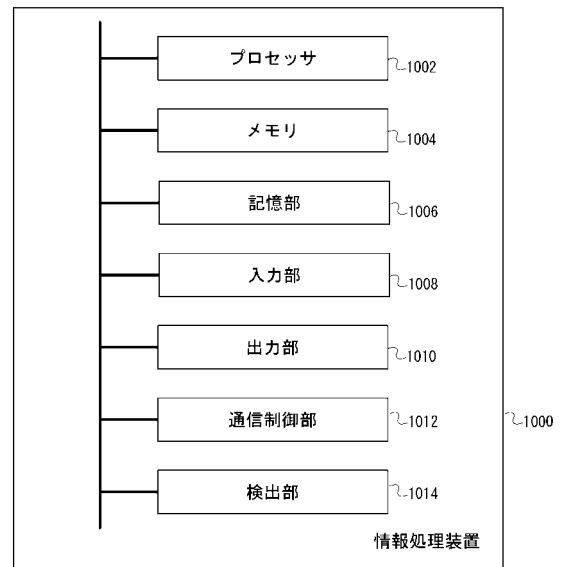 プロセッサ
1002
メモリ
1004
記憶部
1006
入力部
1008
出力部
1010
通信制御部
1012
1000
検出部
1014
情報処理装置